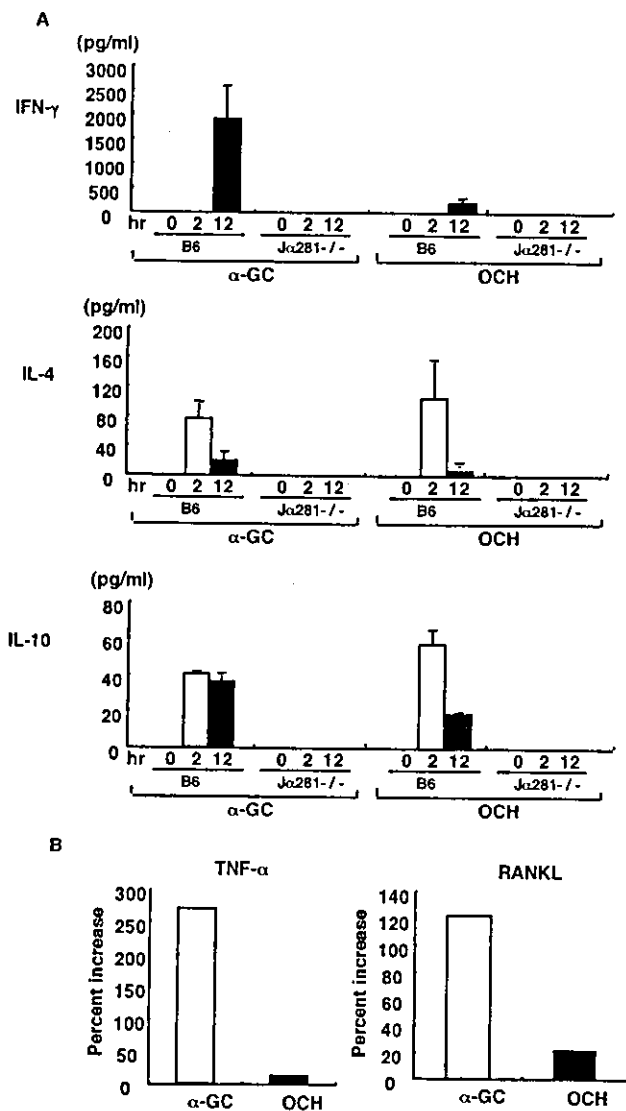 A
(pg/ml)
IFN-γ
3000
2500
2000
1500
1000
500
0
hr 0 2 12 0 2 12 0 2 12 0 2 12
B6 Jα281-/- B6 Jα281-/-
α-GC OCH
(pg/ml)
IL-4
200
160
120
80
40
0
hr 0 2 12 0 2 12 0 2 12 0 2 12
B6 Jα281-/- B6 Jα281-/-
α-GC OCH
(pg/ml)
IL-10
80
60
40
20
0
hr 0 2 12 0 2 12 0 2 12 0 2 12
B6 Jα281-/- B6 Jα281-/-
α-GC OCH
B
TNF-α
Percent increase
300
250
200
150
100
50
0
α-GC OCH
RANKL
Percent increase
140
120
100
80
60
40
20
0
α-GC OCH